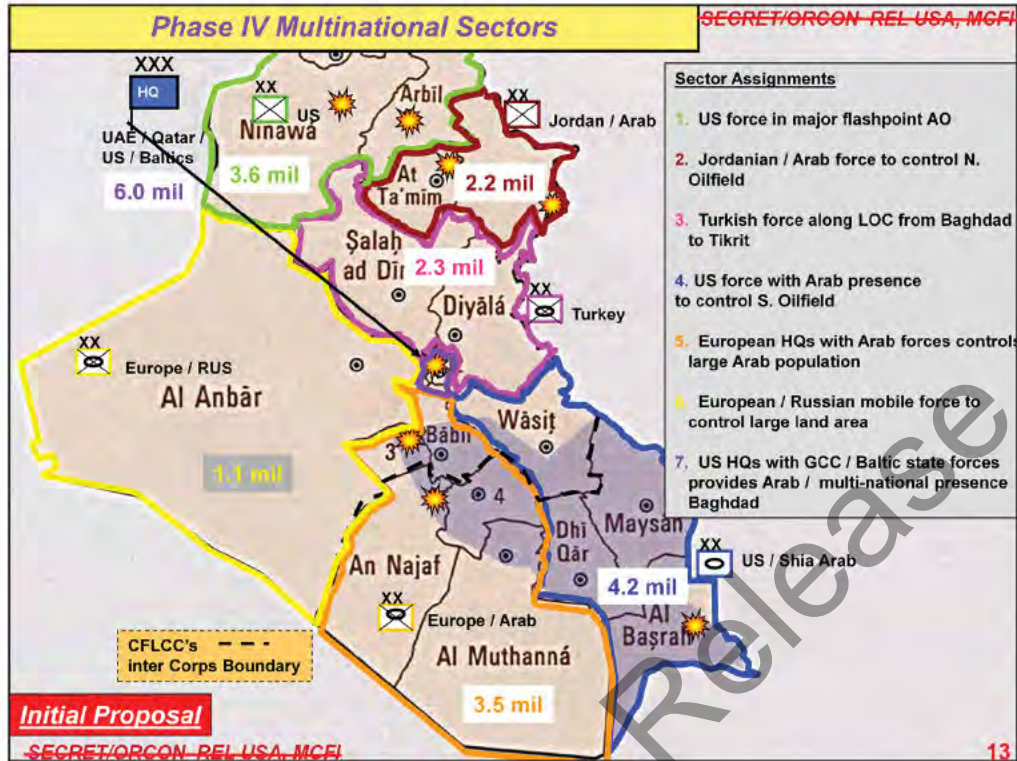 Phase IV Multinational Sectors
SECRET/ORCON REL USA, MCFI
XXX
HQ
UAE / Qatar /
US / Baltics
6.0 mil
XX
US
Nīnawá
3.6 mil
Arbīl
XX
Jordan / Arab
At
Ta'mīm
2.2 mil
Şalaḩ
ad Dīn
2.3 mil
Diyālá
XX
Turkey
XX
Europe / RUS
Al Anbār
1.1 mil
Wāsiţ
3
Bābil
4
Maysān
Dhī
Qār
An Najaf
XX
US / Shia Arab
4.2 mil
XX
Europe / Arab
Al
Başrah
Al Muthanná
3.5 mil
CFLCC's
inter Corps Boundary
Sector Assignments
1. US force in major flashpoint AO
2. Jordanian / Arab force to control N.
Oilfield
3. Turkish force along LOC from Baghdad
to Tikrit
4. US force with Arab presence
to control S. Oilfield
5. European HQs with Arab forces controls
large Arab population
6. European / Russian mobile force to
control large land area
7. US HQs with GCC / Baltic state forces
provides Arab / multi-national presence
Baghdad
Release
Initial Proposal
SECRET/ORCON REL USA, MCFI
13